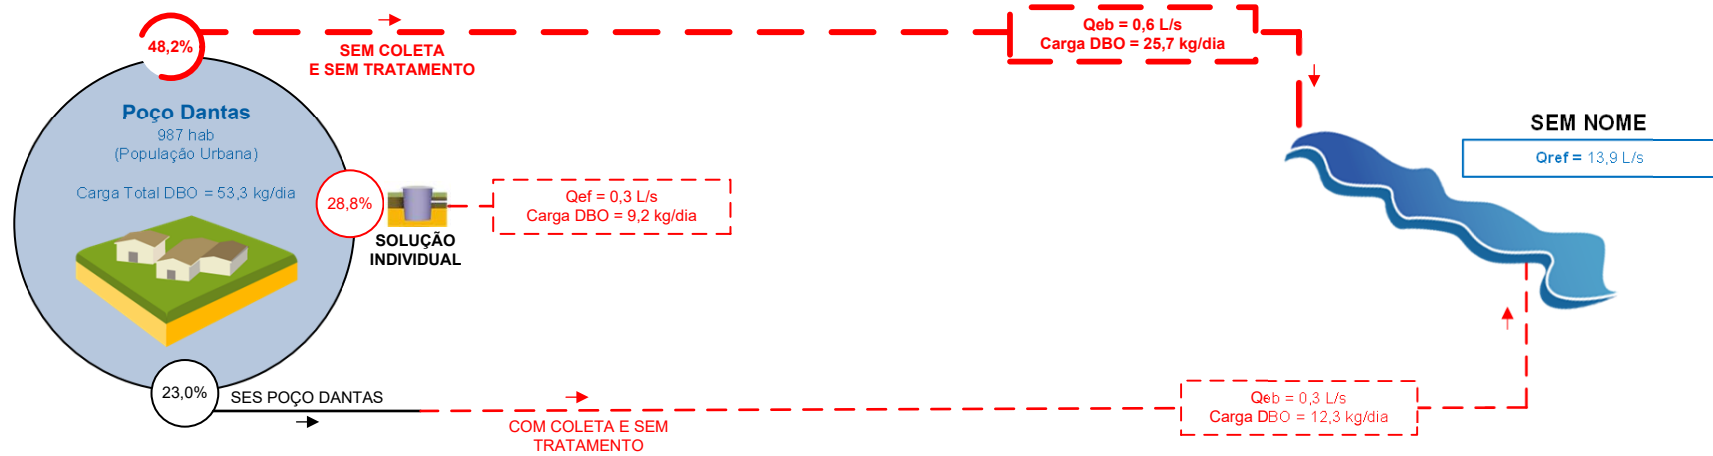 48,2%
SEM COLETA
E SEM TRATAMENTO
Qeb = 0,6 L/s
Carga DBO = 25,7 kg/dia
Poço Dantas
987 hab
(População Urbana)
Carga Total DBO = 53,3 kg/dia
28,8%
SOLUÇÃO
INDIVIDUAL
Qef = 0,3 L/s
Carga DBO = 9,2 kg/dia
SEM NOME
Qref = 13,9 L/s
23,0%
SES POÇO DANTAS
COM COLETA E SEM
TRATAMENTO
Qeb = 0,3 L/s
Carga DBO = 12,3 kg/dia